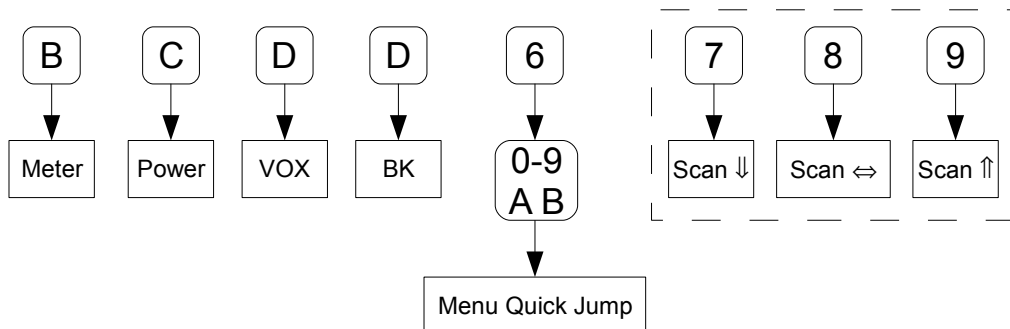 B C D D 6 7 8 9
Meter Power VOX BK 0-9 Scan ⇓ Scan ⇔ Scan ⇑
A B
Menu Quick Jump